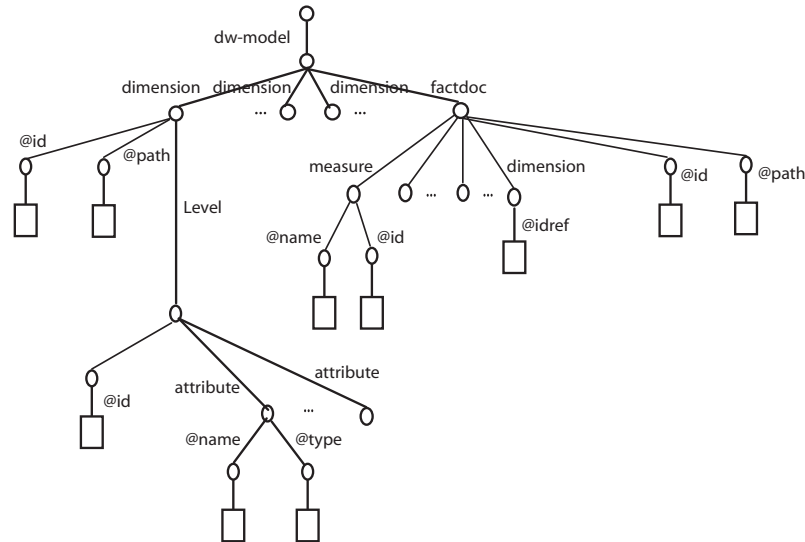 dw-model
dimension dimension dimension factdoc
... ...
@id @path measure dimension @id @path
... ...
Level @name @id @idref
@id attribute ... attribute
@name @type